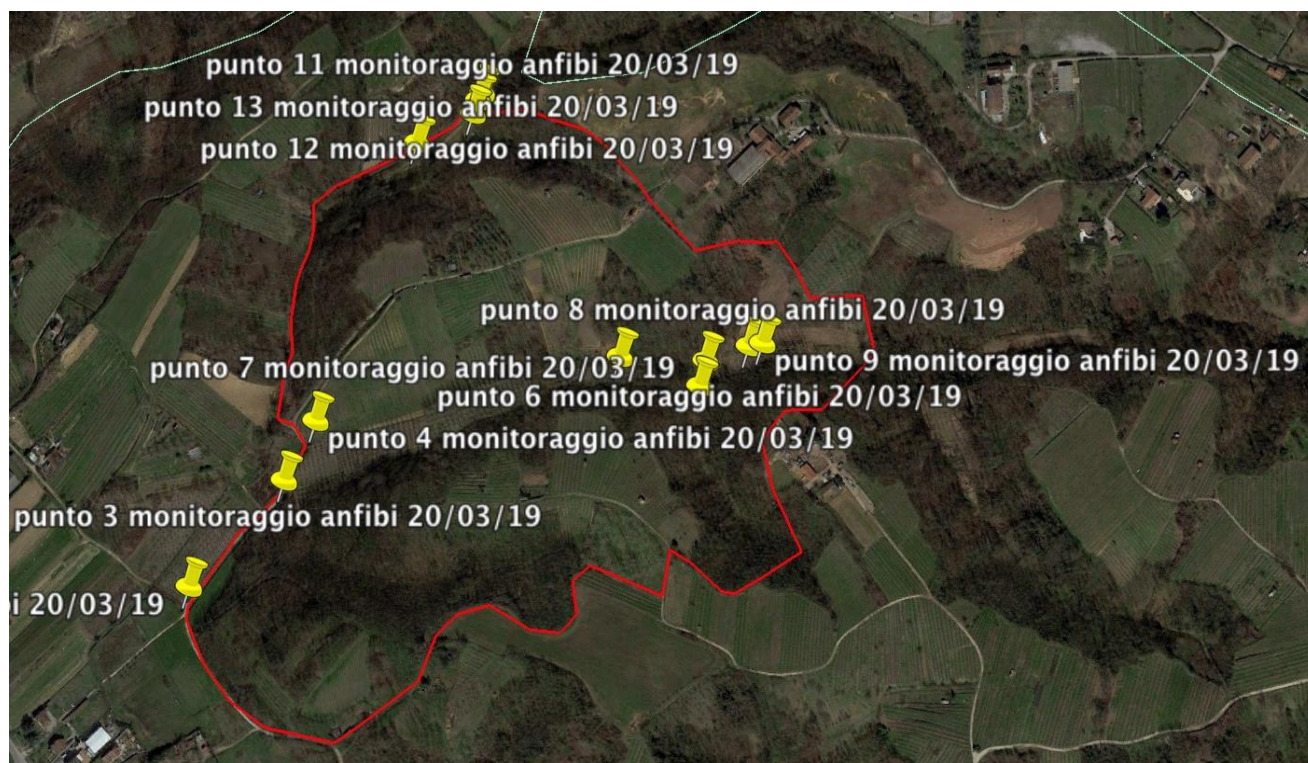 punto 11 monitoraggio anfibi 20/03/19
punto 13 monitoraggio anfibi 20/03/19
punto 12 monitoraggio anfibi 20/03/19
punto 8 monitoraggio anfibi 20/03/19
punto 7 monitoraggio anfibi 20/03/19
punto 9 monitoraggio anfibi 20/03/19
punto 6 monitoraggio anfibi 20/03/19
punto 4 monitoraggio anfibi 20/03/19
punto 3 monitoraggio anfibi 20/03/19
bi 20/03/19